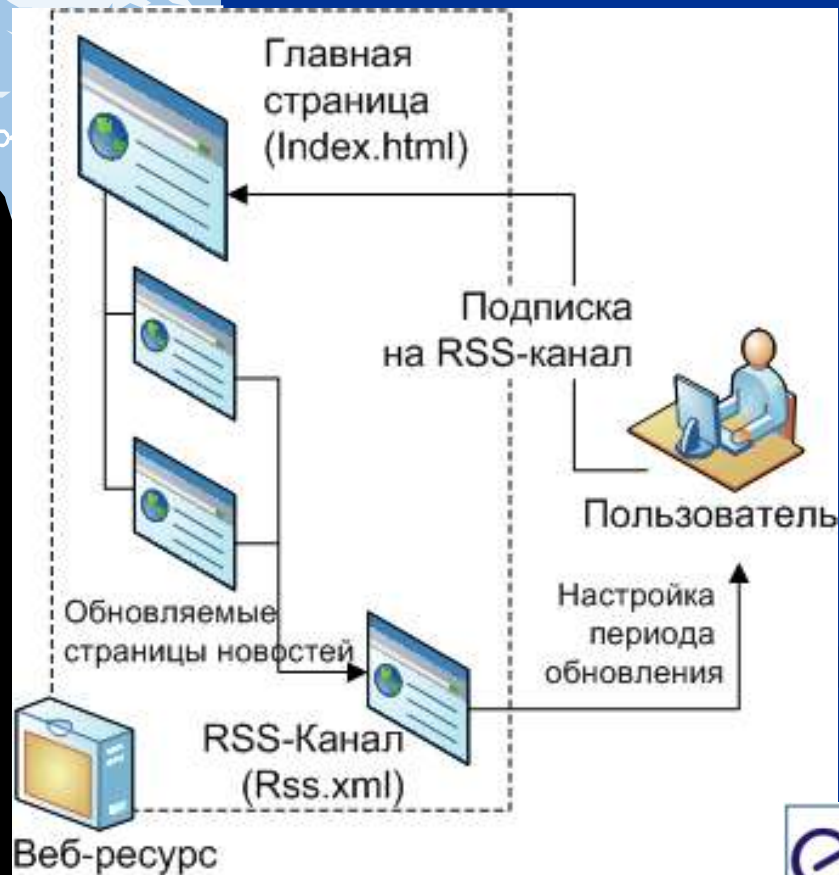 Главная
страница
(Index.html)
Подписка
на RSS-канал
Пользователь
Обновляемые
страницы новостей
Настройка
периода
обновления
RSS-Канал
(Rss.xml)
Веб-ресурс